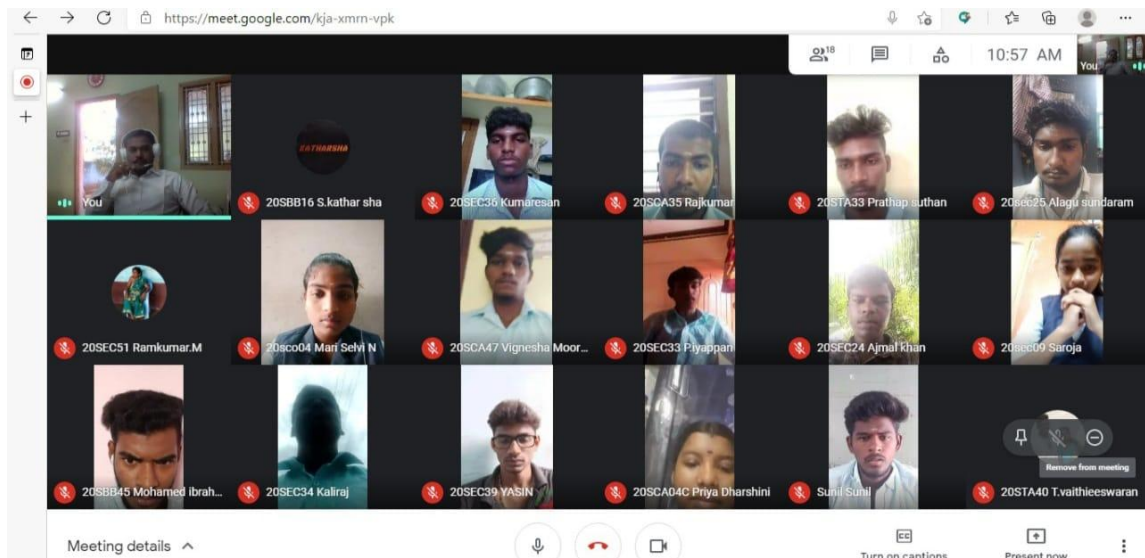 https://meet.google.com/kja-xmrn-vpk
18
10:57 AM
You
You
KATHARSHA
20SBB16 S.kathar sha
20SEC36 Kumaresan
20SCA35 Rajkumar
20STA33 Prathap suthan
20sec25 Alagu sundaram
20SEC51 Ramkumar.M
20sco04 Mari Selvi N
20SCA47 Vignesha Moor...
20SEC33 P.Iyappan
20SEC24 Ajmal khan
20sec09 Saroja
Remove from meeting
20SBB45 Mohamed ibrah...
20SEC34 Kaliraj
20SEC39 YASIN
20SCA04C Priya Dharshini
Sunil Sunil
20STA40 T.vaithieeswaran
Meeting details
Turn on captions
Present now